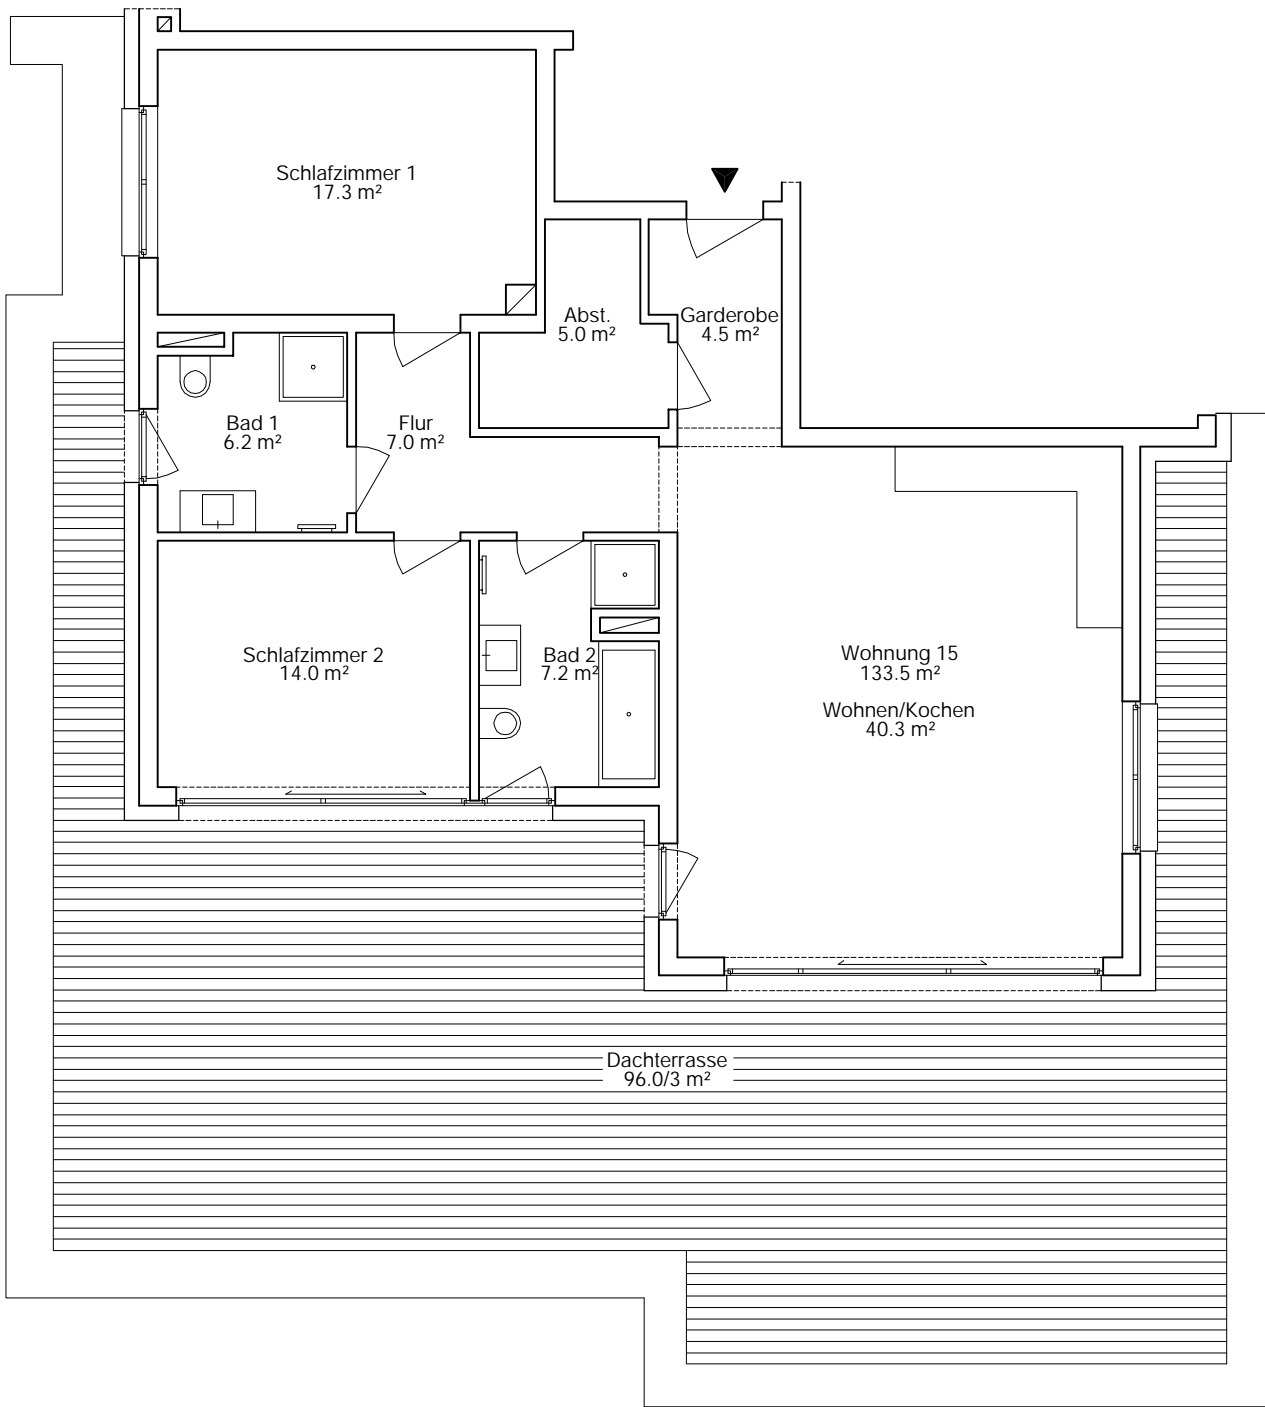 Schlafzimmer 1
17.3 m²
Abst.
5.0 m²
Garderobe
4.5 m²
Bad 1
6.2 m²
Flur
7.0 m²
Schlafzimmer 2
14.0 m²
Bad 2
7.2 m²
Wohnung 15
133.5 m²
Wohnen/Kochen
40.3 m²
Dachterrasse
96.0/3 m²